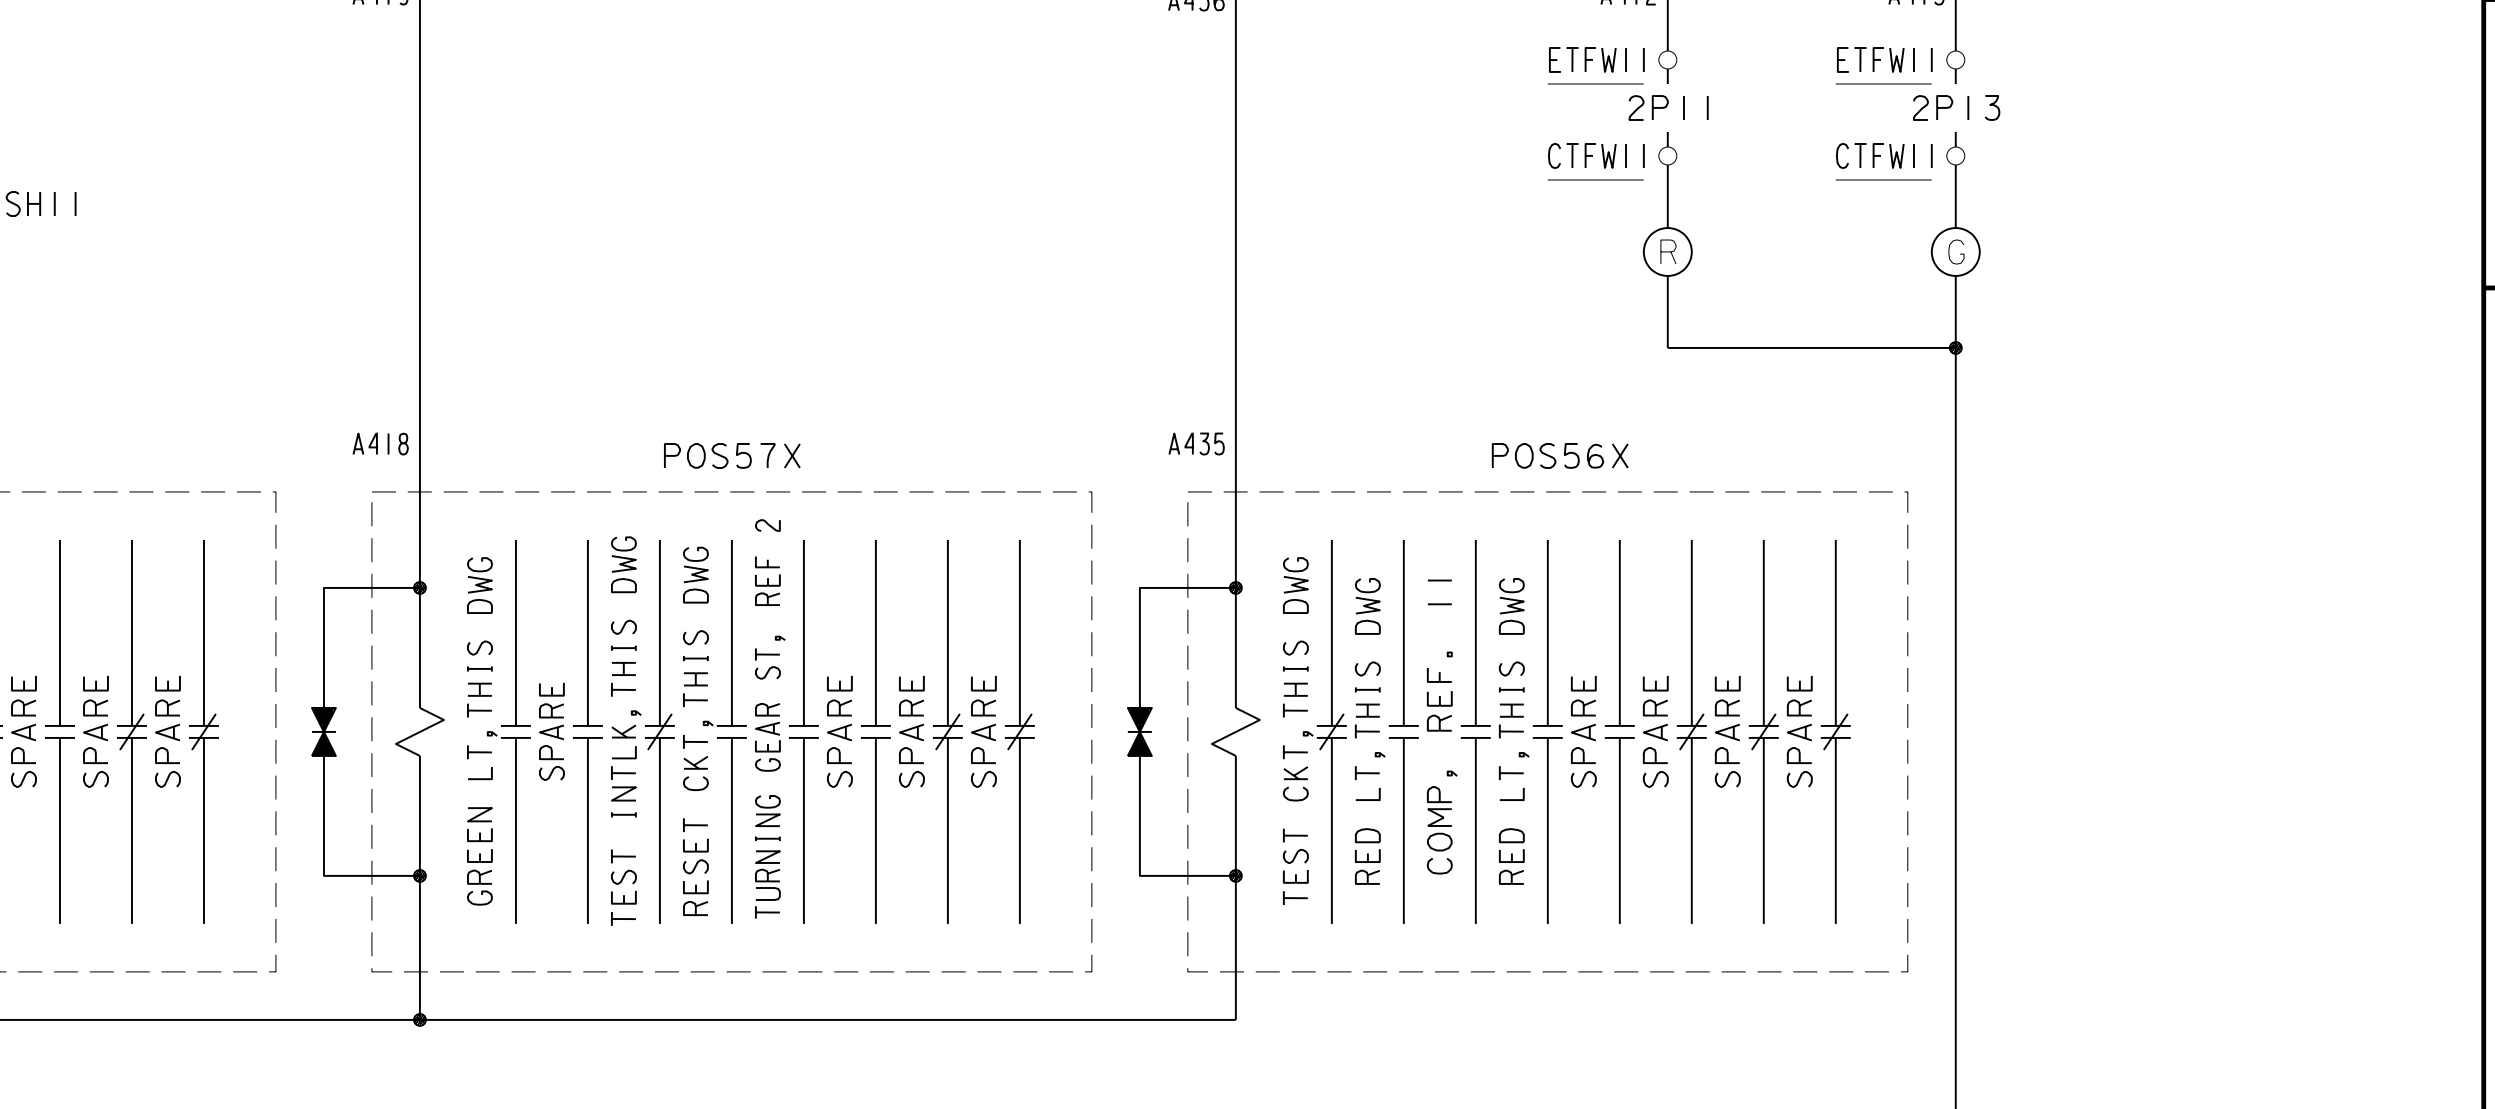 A436
ETFW11
ETFW11
2P11
2P13
CTFW11
CTFW11
SH11
R
G
A418
POS57X
A435
POS56X
SPARE
SPARE
SPARE
GREEN LT,THIS DWG
SPARE
TEST INTLK,THIS DWG
RESET CKT,THIS DWG
TURNING GEAR ST, REF 2
SPARE
SPARE
SPARE
TEST CKT,THIS DWG
RED LT,THIS DWG
COMP, REF. 11
RED LT,THIS DWG
SPARE
SPARE
SPARE
SPARE